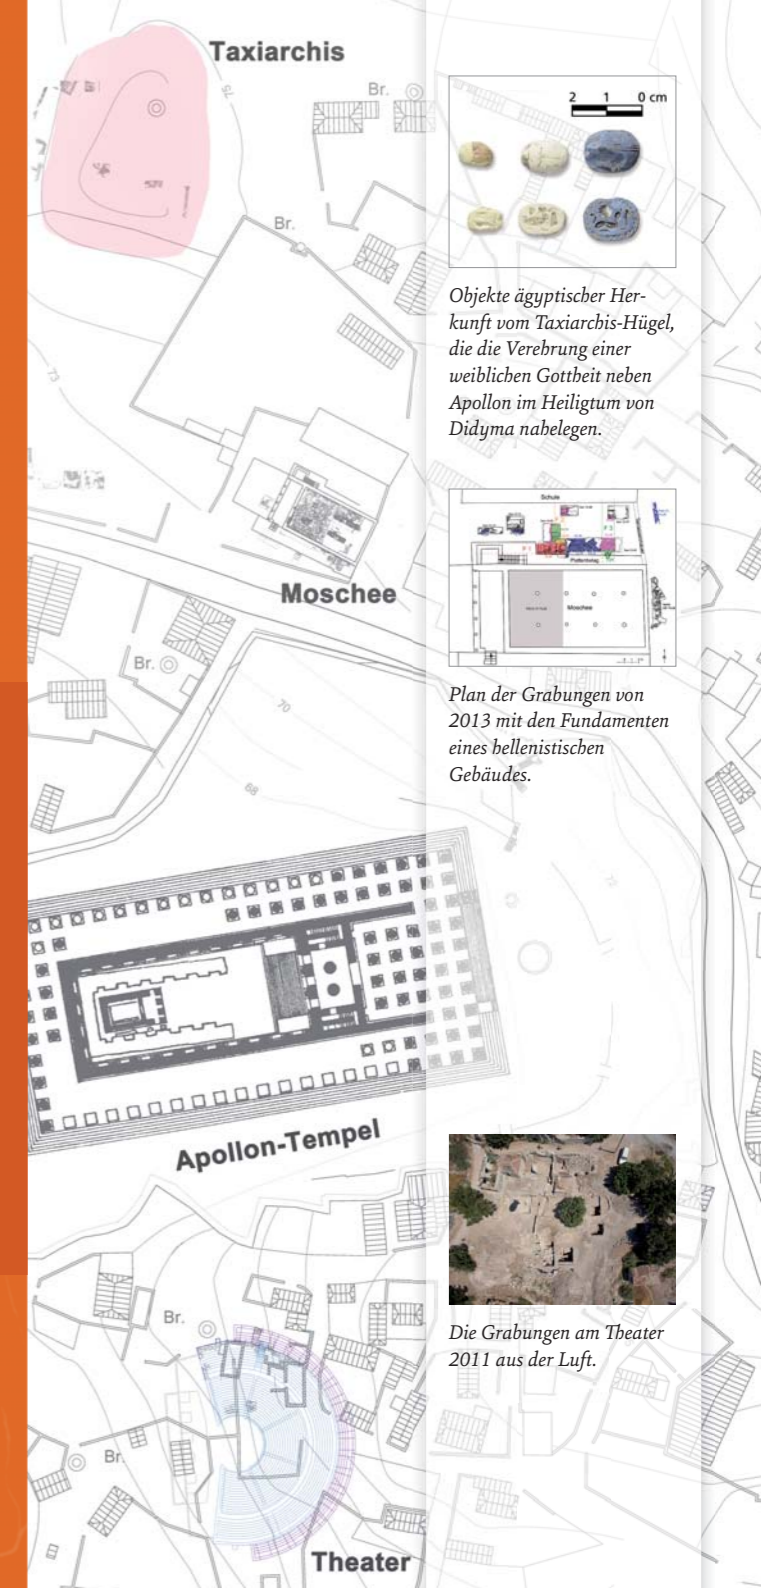 Taxiarchis
Br.
75
Br.
73
Moschee
Br.
70
68
72
Apollon-Tempel
Br.
Br.
Theater
2 1 0 cm
Objekte ägyptischer Her-
kunft vom Taxiarchis-Hügel,
die die Verehrung einer
weiblichen Gottheit neben
Apollon im Heiligtum von
Didyma nahelegen.
Schule
Plattenbelag
Moschee
Plan der Grabungen von
2013 mit den Fundamenten
eines hellenistischen
Gebäudes.
Die Grabungen am Theater
2011 aus der Luft.